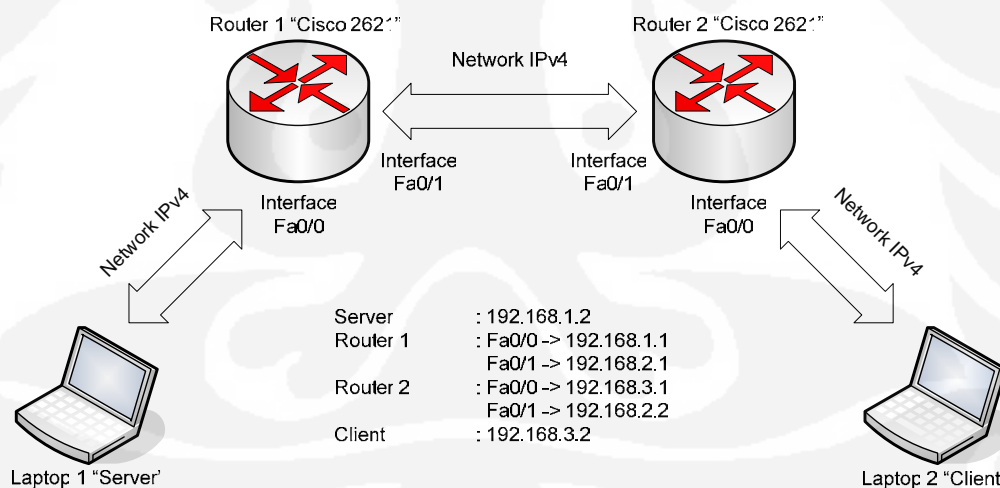 Router 1 “Cisco 2621”
Router 2 “Cisco 2621”
Network IPv4
Interface
Fa0/1
Interface
Fa0/1
Interface
Fa0/0
Interface
Fa0/0
Network IPv4
Network IPv4
Server : 192.168.1.2
Router 1 : Fa0/0 -> 192.168.1.1
Fa0/1 -> 192.168.2.1
Router 2 : Fa0/0 -> 192.168.3.1
Fa0/1 -> 192.168.2.2
Client : 192.168.3.2
Laptop 1 “Server”
Laptop 2 “Client